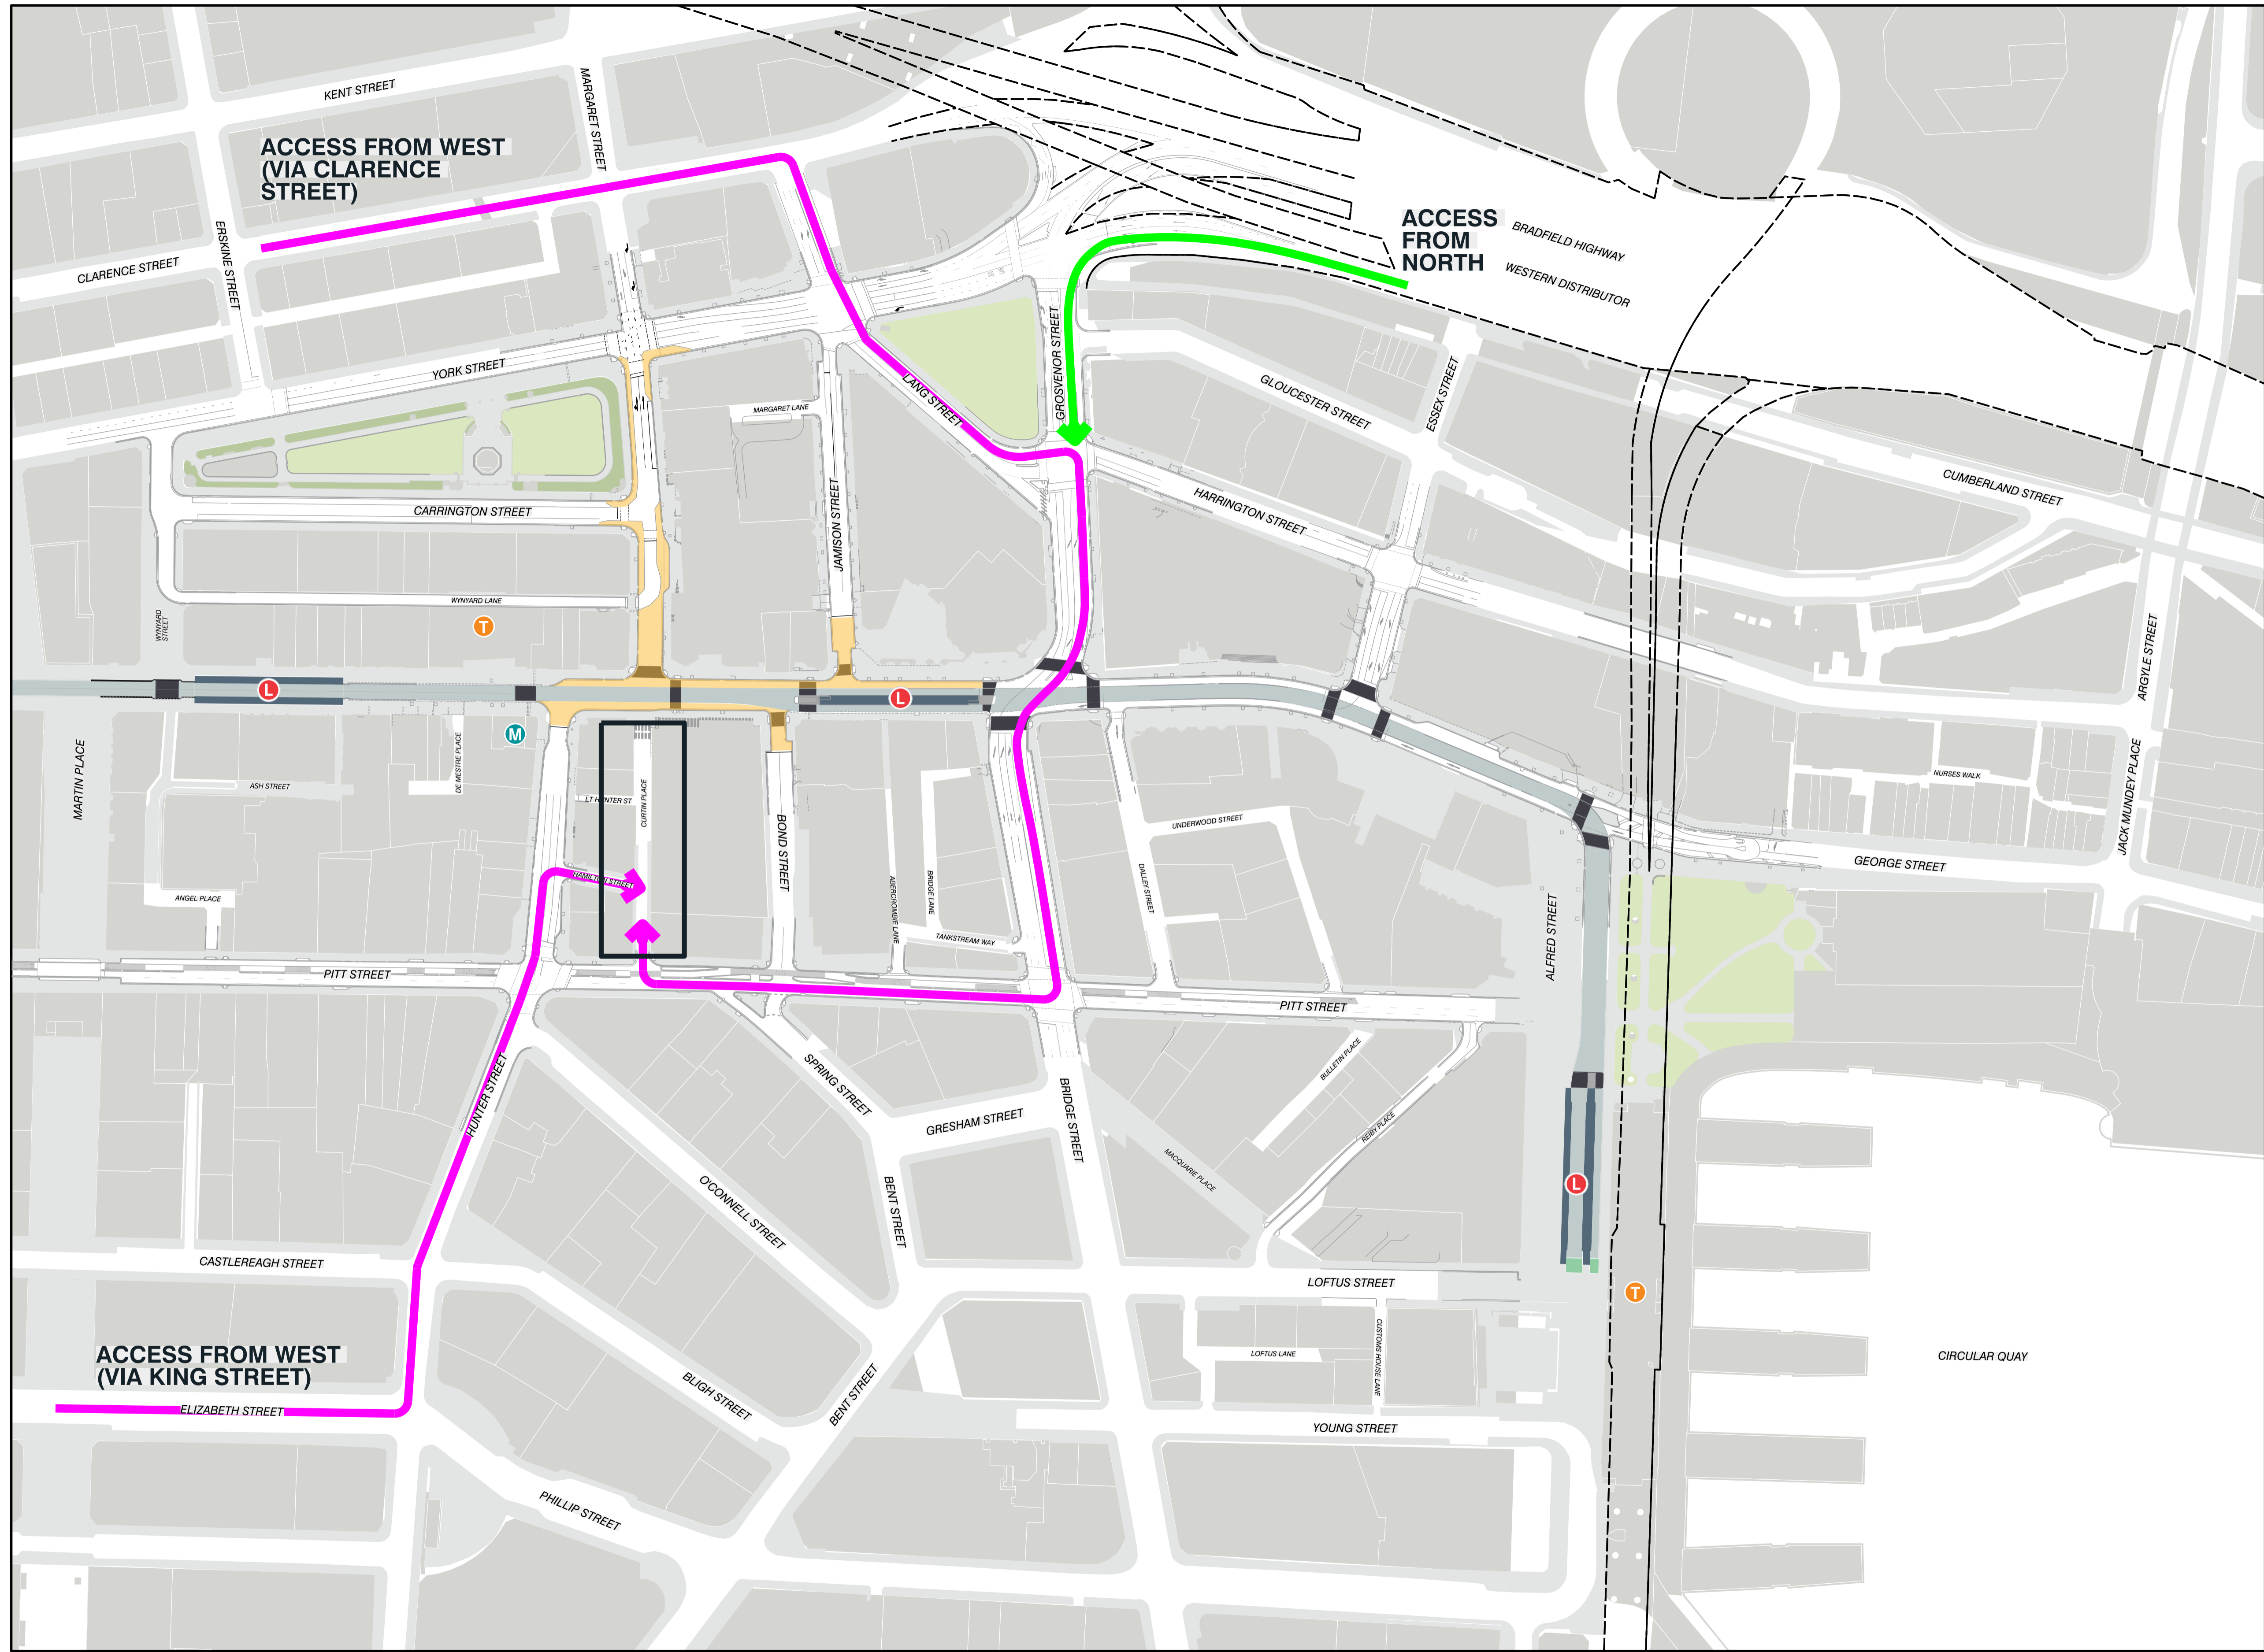 KENT STREET
MARGARET STREET
ACCESS FROM WEST
(VIA CLARENCE
STREET)
ERSKINE STREET
CLARENCE STREET
ACCESS
FROM
NORTH
BRADFIELD HIGHWAY
WESTERN DISTRIBUTOR
YORK STREET
MARGARET LANE
LANG STREET
GROSVENOR STREET
GLOUCESTER STREET
ESSEX STREET
CUMBERLAND STREET
CARRINGTON STREET
JAMISON STREET
HARRINGTON STREET
WYNYARD LANE
WYNYARD
STREET
T
ARGYLE STREET
L
L
M
MARTIN PLACE
DE MESTRE PLACE
ASH STREET
LT HUNTER ST
CURTIN PLACE
BOND STREET
UNDERWOOD STREET
NURSES WALK
JACK MUNDEY PLACE
GEORGE STREET
HAMILTON STREET
ANGEL PLACE
ABERCROMBIE LANE
BRIDGE LANE
DALLEY STREET
TANKSTREAM WAY
ALFRED STREET
PITT STREET
PITT STREET
HUNTER STREET
SPRING STREET
GRESHAM STREET
BRIDGE STREET
BULLETIN PLACE
REIBY PLACE
MACQUARIE PLACE
O'CONNELL STREET
BENT STREET
L
CASTLEREAGH STREET
LOFTUS STREET
T
ACCESS FROM WEST
(VIA KING STREET)
LOFTUS LANE
CUSTOMS HOUSE LANE
CIRCULAR QUAY
ELIZABETH STREET
BLIGH STREET
BENT STREET
YOUNG STREET
PHILLIP STREET